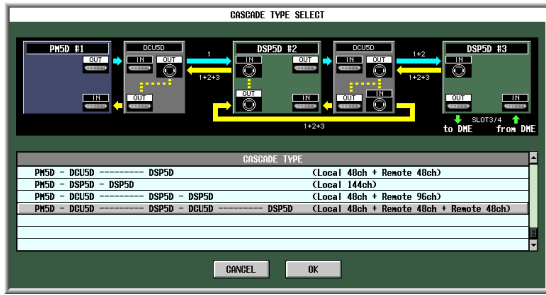 CASCADE TYPE SELECT
PM5D #1
DCU5D
DSP5D #2
DCU5D
DSP5D #3
OUT
IN
OUT
1
1+2+3
IN
OUT
IN
OUT
1+2
1+2+3
IN
OUT
IN
OUT
OUT
IN
OUT
IN
OUT
IN
1+2+3
SLOT3/4
to DME
from DME
CASCADE TYPE
PM5D - DCU5D --------- DSP5D (Local 48ch + Remote 48ch)
PM5D - DSP5D - DSP5D (Local 144ch)
PM5D - DCU5D --------- DSP5D - DSP5D (Local 48ch + Remote 96ch)
PM5D - DCU5D --------- DSP5D - DCU5D --------- DSP5D (Local 48ch + Remote 48ch + Remote 48ch)
CANCEL
OK